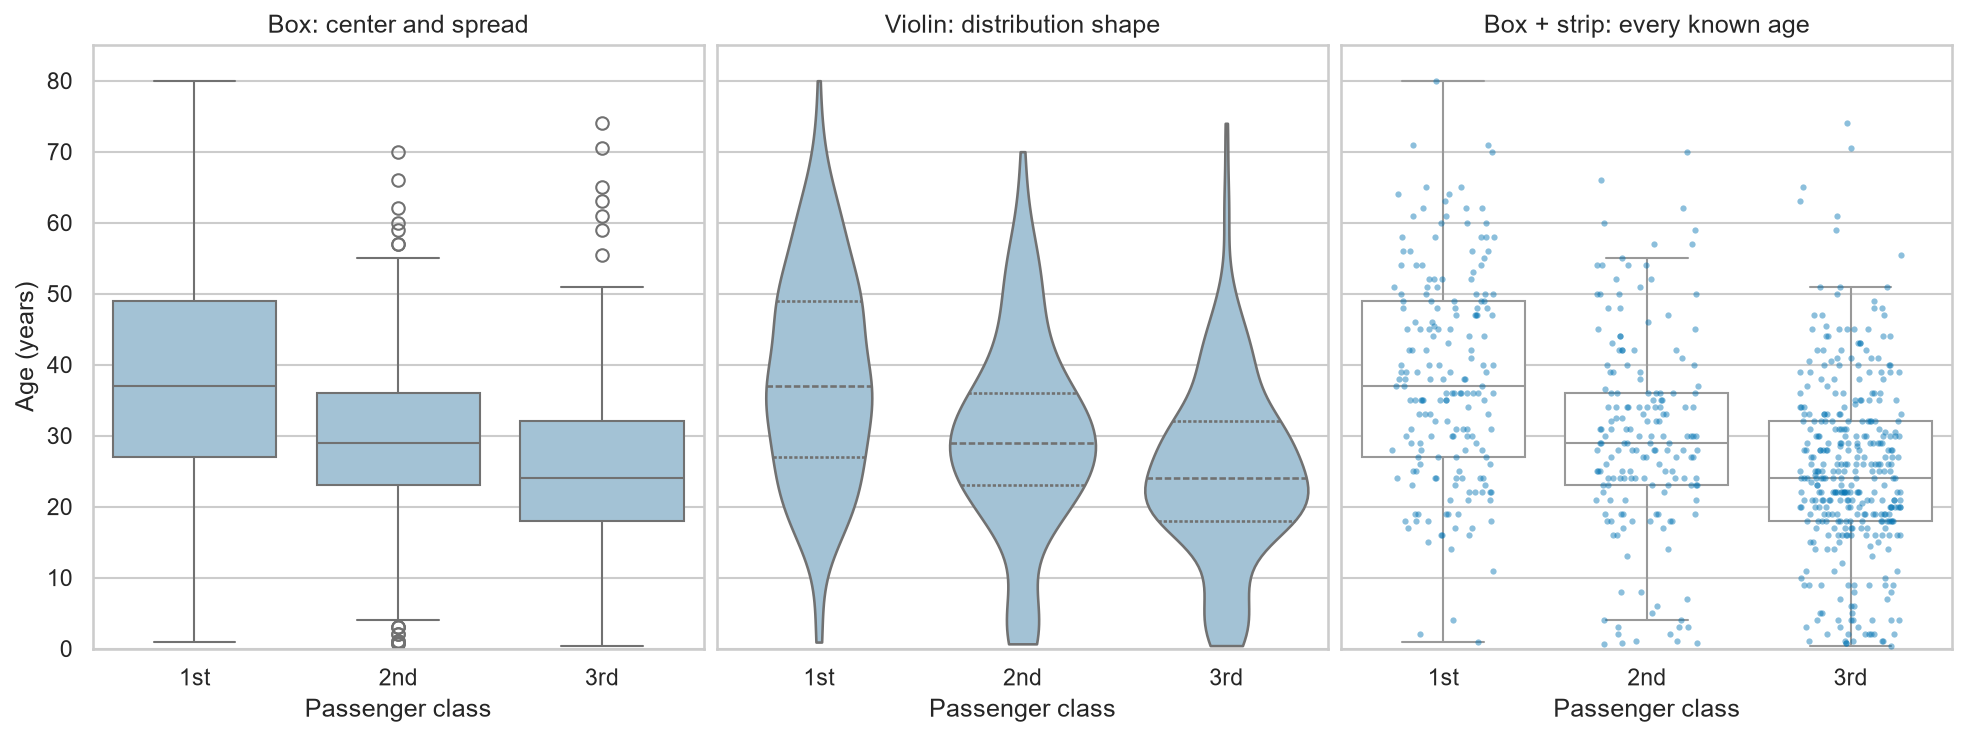 Box: center and spread
Violin: distribution shape
Box + strip: every known age
Age (years)
80
70
60
50
40
30
20
10
0
1st 2nd 3rd
Passenger class
1st 2nd 3rd
Passenger class
1st 2nd 3rd
Passenger class